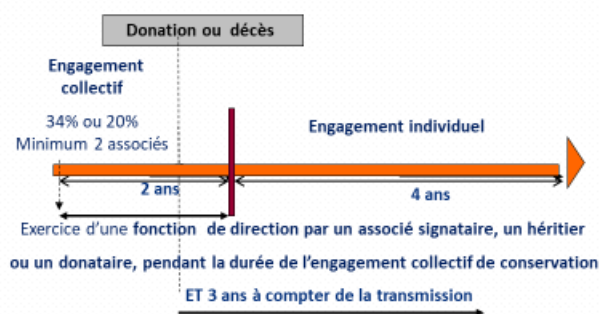 Donation ou décès
Engagement
collectif
34% ou 20%
Minimum 2 associés
Engagement individuel
2 ans
4 ans
Exercice d'une fonction de direction par un associé signataire, un héritier
ou un donataire, pendant la durée de l'engagement collectif de conservation
ET 3 ans à compter de la transmission